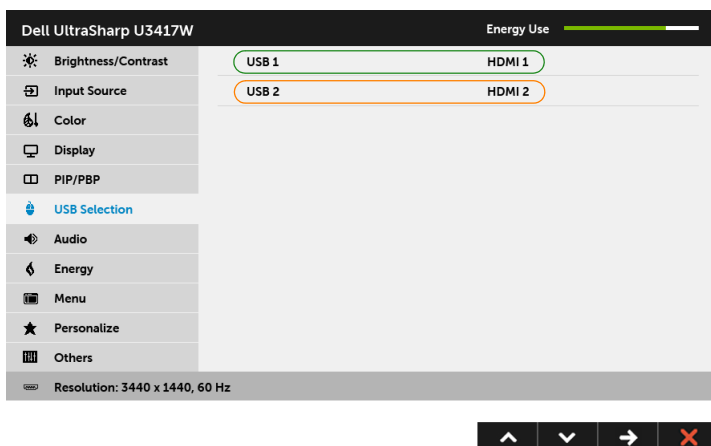 Dell UltraSharp U3417W Energy Use
Brightness/Contrast USB 1 HDMI 1
Input Source USB 2 HDMI 2
Color
Display
PIP/PBP
USB Selection
Audio
Energy
Menu
Personalize
Others
Resolution: 3440 x 1440, 60 Hz